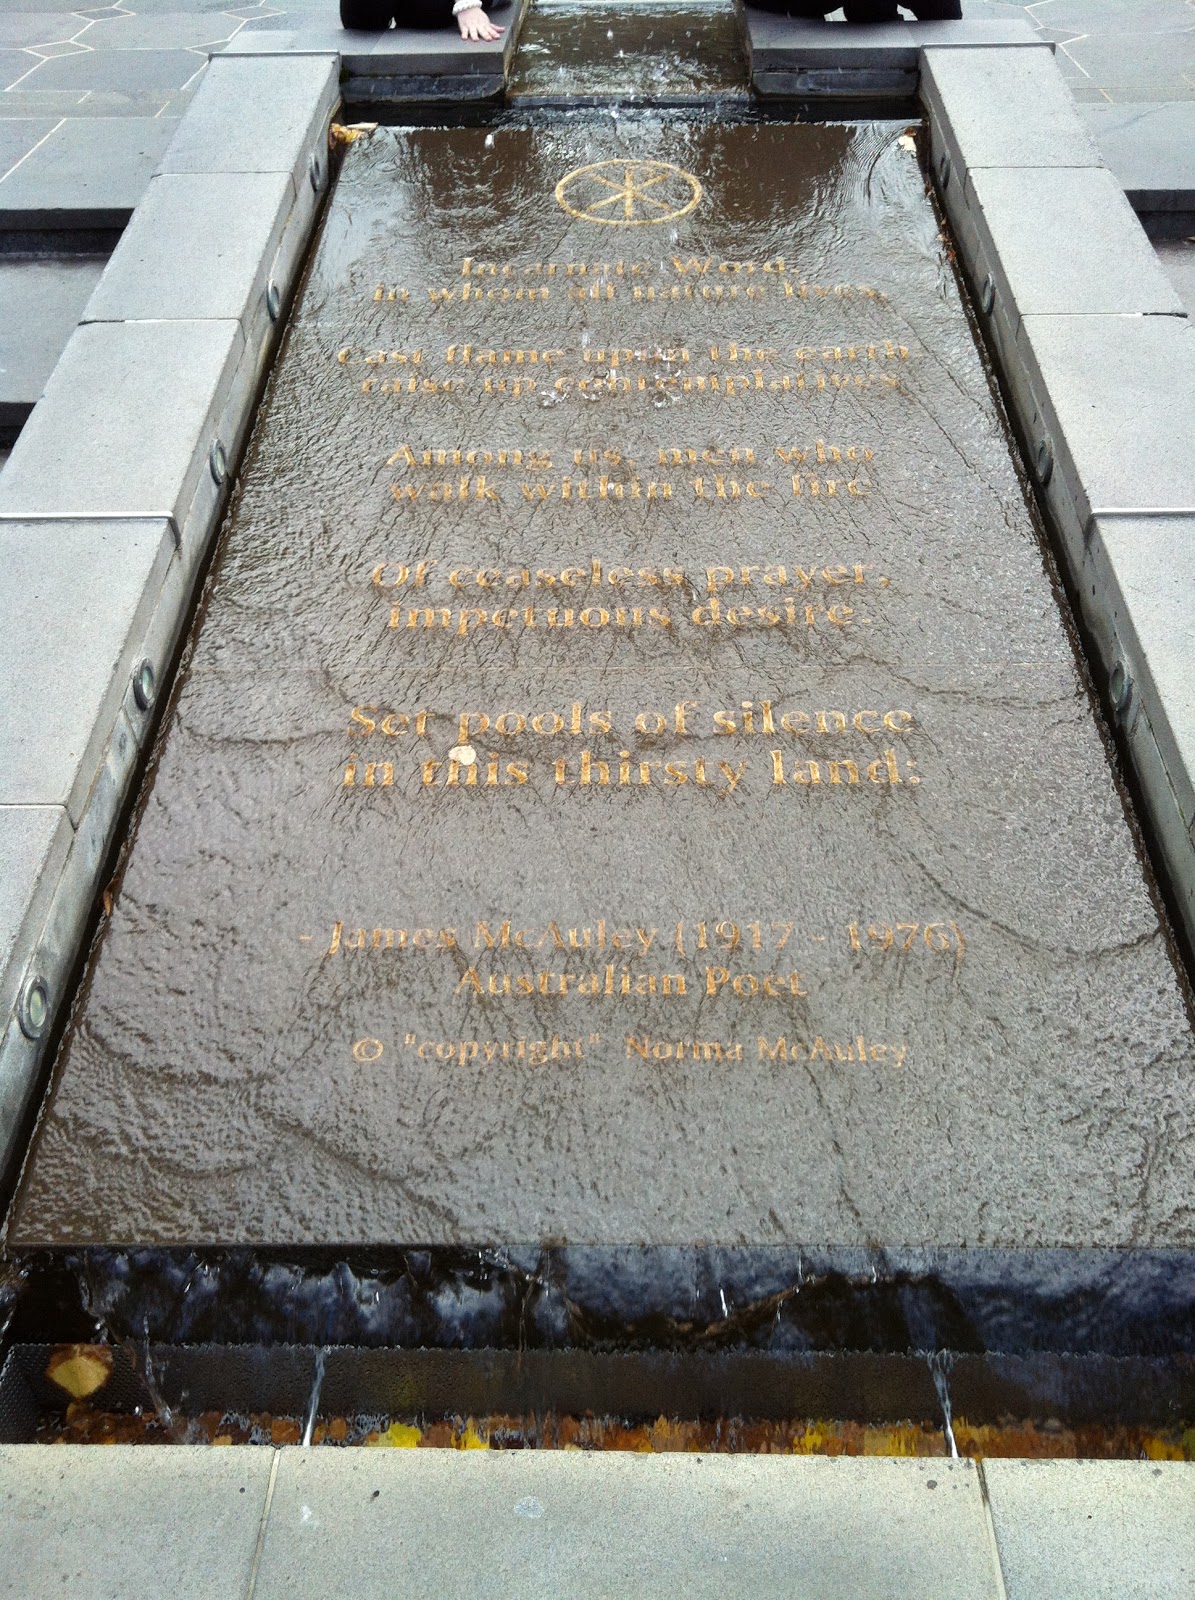 Incarnate Word,
in whom all nature lives,
Cast flame upon the earth:
raise up contemplatives
Among us, men who
walk within the fire
Of ceaseless prayer,
impetuous desire.
Set pools of silence
in this thirsty land:
- James McAuley (1917 - 1976)
Australian Poet
© "copyright" Norma McAuley